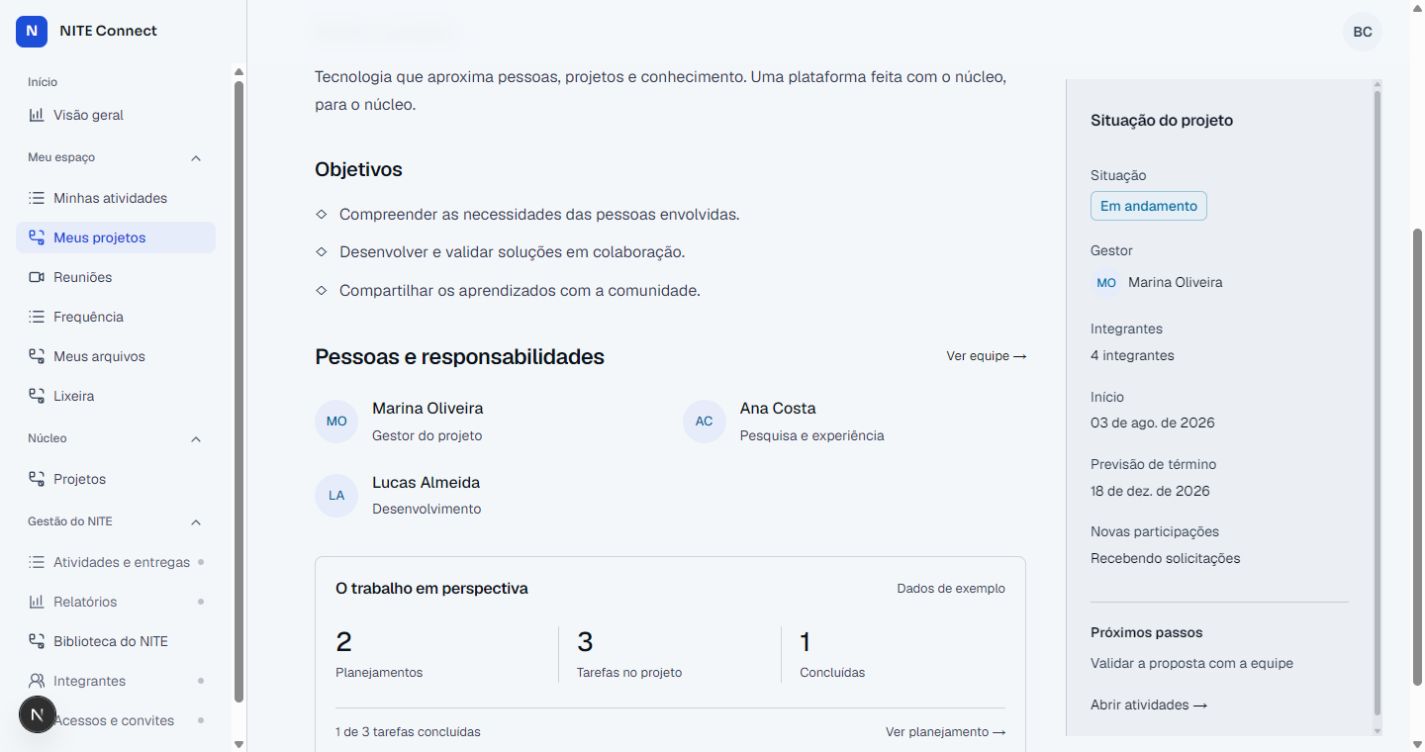 N NITE Connect
BC
Início
Visão geral
Meu espaço
Minhas atividades
Meus projetos
Reuniões
Frequência
Meus arquivos
Lixeira
Núcleo
Projetos
Gestão do NITE
Atividades e entregas
Relatórios
Biblioteca do NITE
Integrantes
N
Acessos e convites
Tecnologia que aproxima pessoas, projetos e conhecimento. Uma plataforma feita com o núcleo,
para o núcleo.
Objetivos
Compreender as necessidades das pessoas envolvidas.
Desenvolver e validar soluções em colaboração.
Compartilhar os aprendizados com a comunidade.
Pessoas e responsabilidades
Ver equipe →
MO
Marina Oliveira
Gestor do projeto
AC
Ana Costa
Pesquisa e experiência
LA
Lucas Almeida
Desenvolvimento
O trabalho em perspectiva
Dados de exemplo
2
Planejamentos
3
Tarefas no projeto
1
Concluídas
1 de 3 tarefas concluídas
Ver planejamento →
Situação do projeto
Situação
Em andamento
Gestor
MO Marina Oliveira
Integrantes
4 integrantes
Início
03 de ago. de 2026
Previsão de término
18 de dez. de 2026
Novas participações
Recebendo solicitações
Próximos passos
Validar a proposta com a equipe
Abrir atividades →